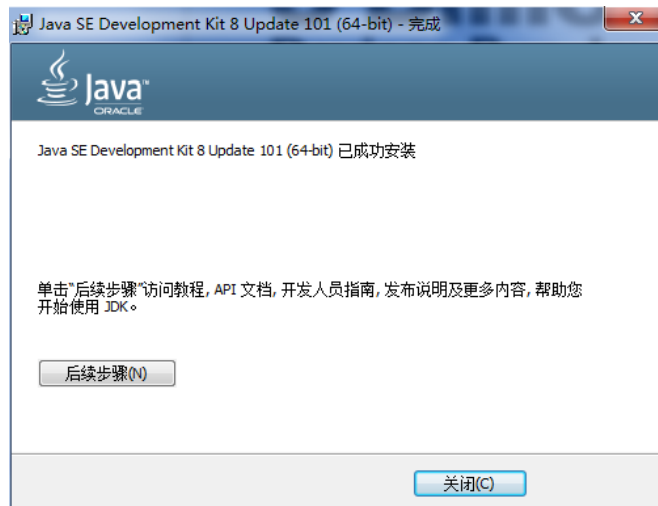 Java SE Development Kit 8 Update 101 (64-bit) - 完成
Java™
ORACLE
Java SE Development Kit 8 Update 101 (64-bit) 已成功安装
单击"后续步骤"访问教程, API 文档, 开发人员指南, 发布说明及更多内容, 帮助您
开始使用 JDK。
后续步骤(N)
关闭(C)